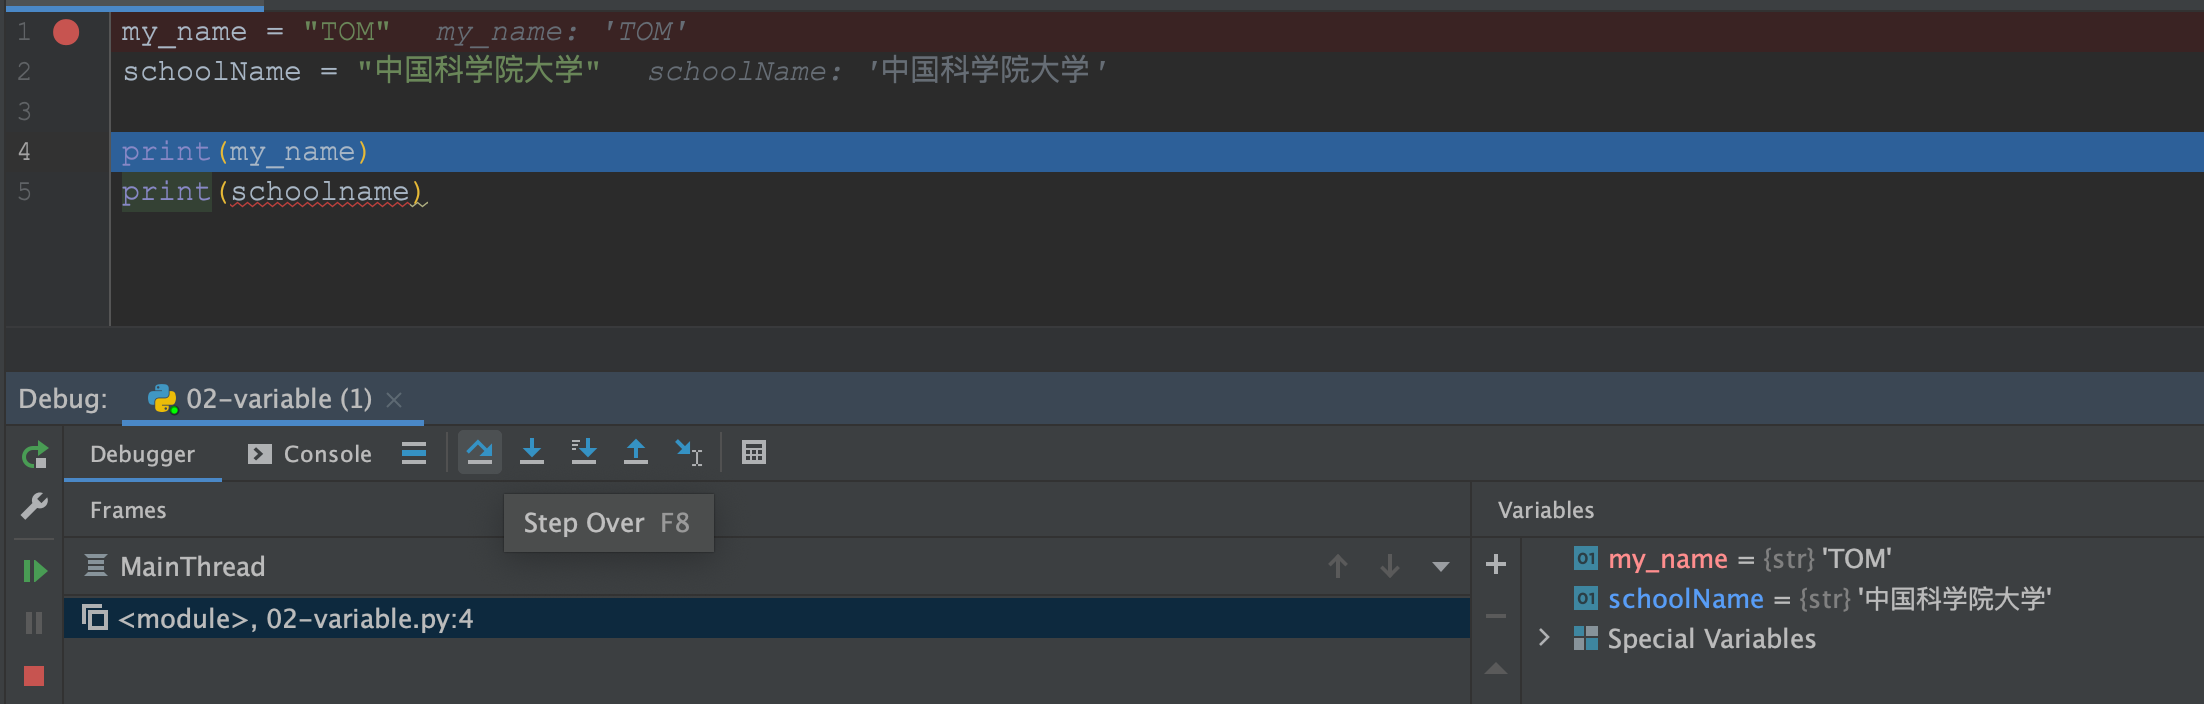 1 my_name = "TOM" my_name: 'TOM'
2 schoolName = "中国科学院大学" schoolName: '中国科学院大学'
3
4 print(my_name)
5 print(schoolname)
Debug: 02-variable (1) ×
Debugger Console
Frames Variables
Step Over F8
MainThread
<module>, 02-variable.py:4
01 my_name = {str} 'TOM'
01 schoolName = {str} '中国科学院大学'
Special Variables